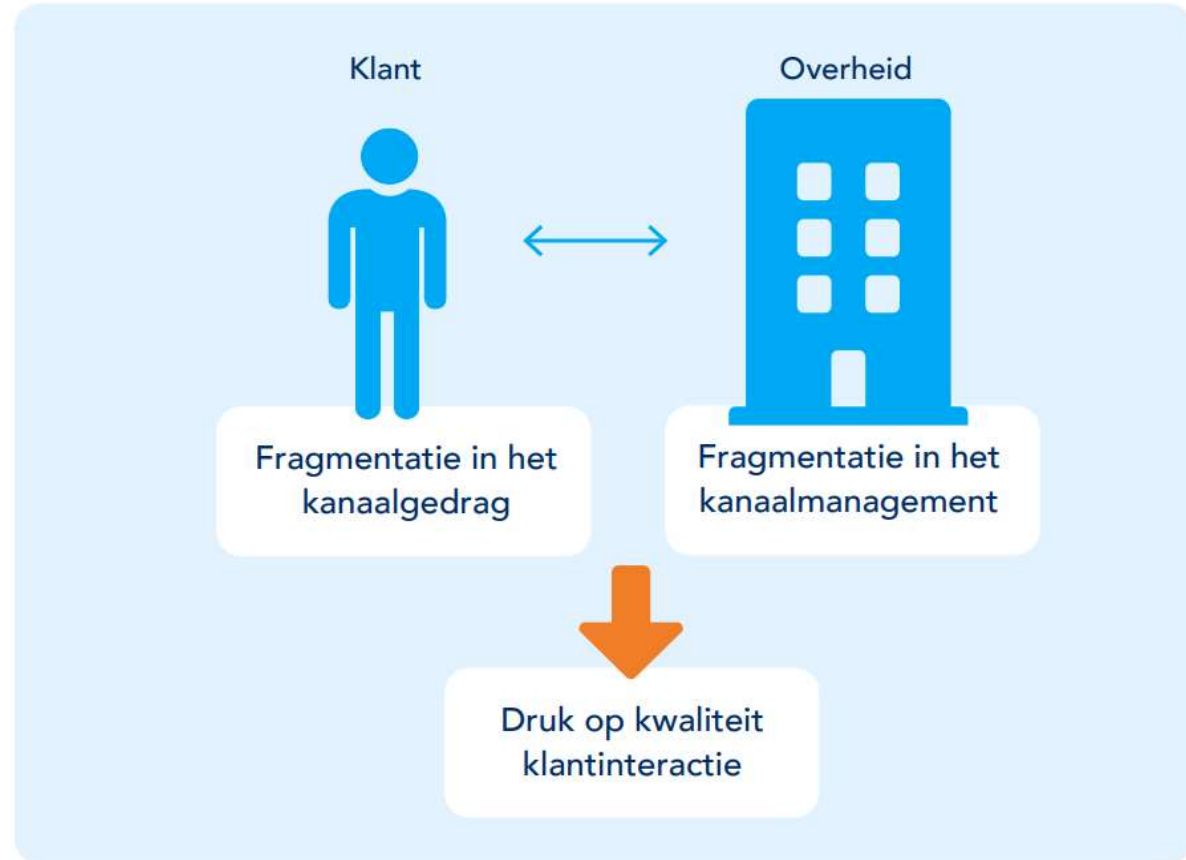 Klant
Overheid
Fragmentatie in het
kanaalgedrag
Fragmentatie in het
kanaalmanagement
Druk op kwaliteit
klantinteractie